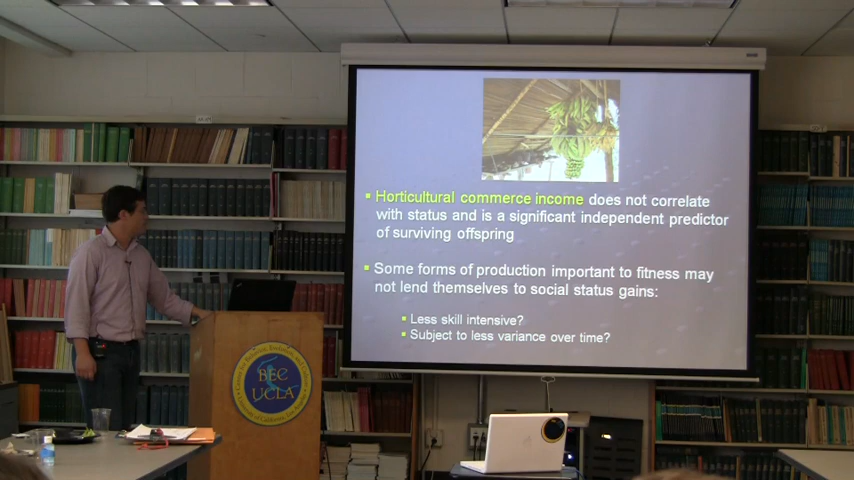 Horticultural commerce income does not correlate
with status and is a significant independent predictor
of surviving offspring
Some forms of production important to fitness may
not lend themselves to social status gains:
Less skill intensive?
Subject to less variance over time?
BEC
UCLA